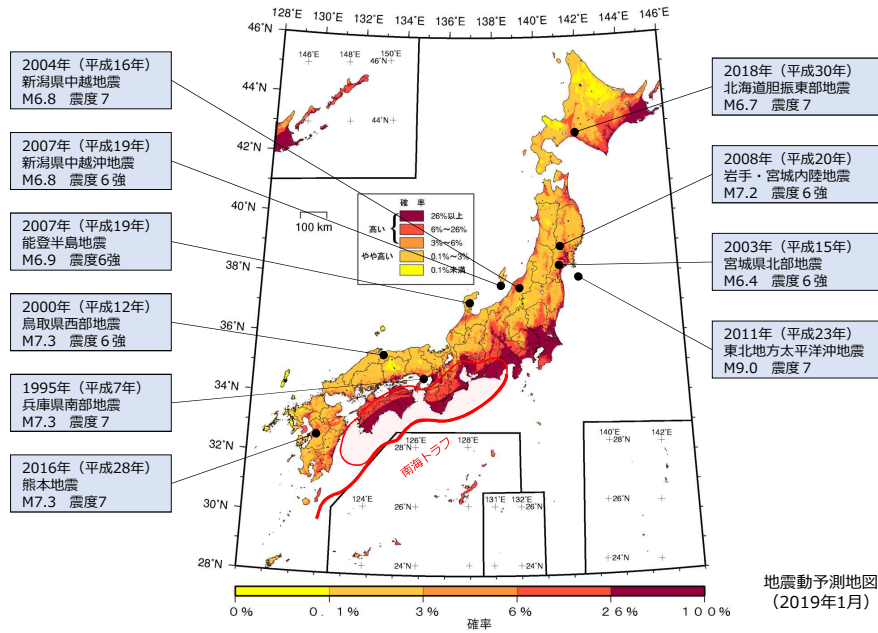 128°E 130°E 132°E 134°E 136°E 138°E 140°E 142°E 144°E 146°E
46°N
44°N
42°N
40°N
38°N
36°N
34°N
32°N
30°N
28°N
146°E 148°E 150°E
46°N
44°N
2004年（平成16年）
新潟県中越地震
M6.8 震度７
2007年（平成19年）
新潟県中越沖地震
M6.8 震度６強
2007年（平成19年）
能登半島地震
M6.9 震度6強
2000年（平成12年）
鳥取県西部地震
M7.3 震度６強
1995年（平成7年）
兵庫県南部地震
M7.3 震度7
2016年（平成28年）
熊本地震
M7.3 震度7
2018年（平成30年）
北海道胆振東部地震
M6.7 震度７
2008年（平成20年）
岩手・宮城内陸地震
M7.2 震度６強
2003年（平成15年）
宮城県北部地震
M6.4 震度６強
2011年（平成23年）
東北地方太平洋沖地震
M9.0 震度７
100 km
確 率
高い
やや高い
26%以上
6%～26%
3%～6%
0.1%～3%
0.1%未満
南海トラフ
126°E 128°E
28°N
124°E
26°N
24°N
131°E 132°E
26°N
24°N
140°E 142°E
28°N
26°N
24°N
0% 0.1% 3% 6% 26% 100%
確率
地震動予測地図
（2019年1月）